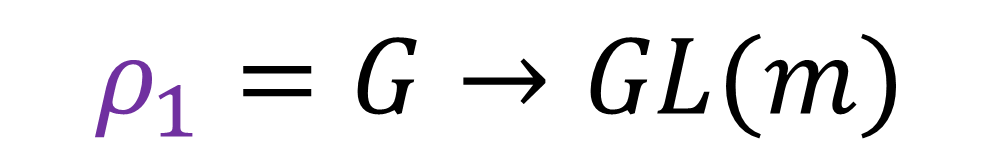 ρ₁ = G → GL(m)